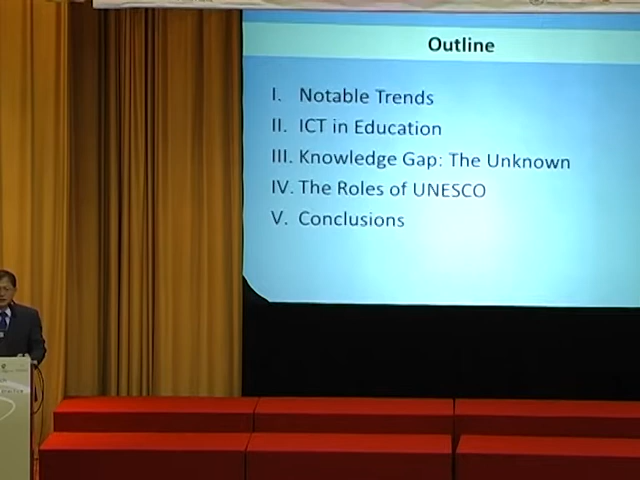 Outline
I. Notable Trends
II. ICT in Education
III. Knowledge Gap: The Unknown
IV. The Roles of UNESCO
V. Conclusions